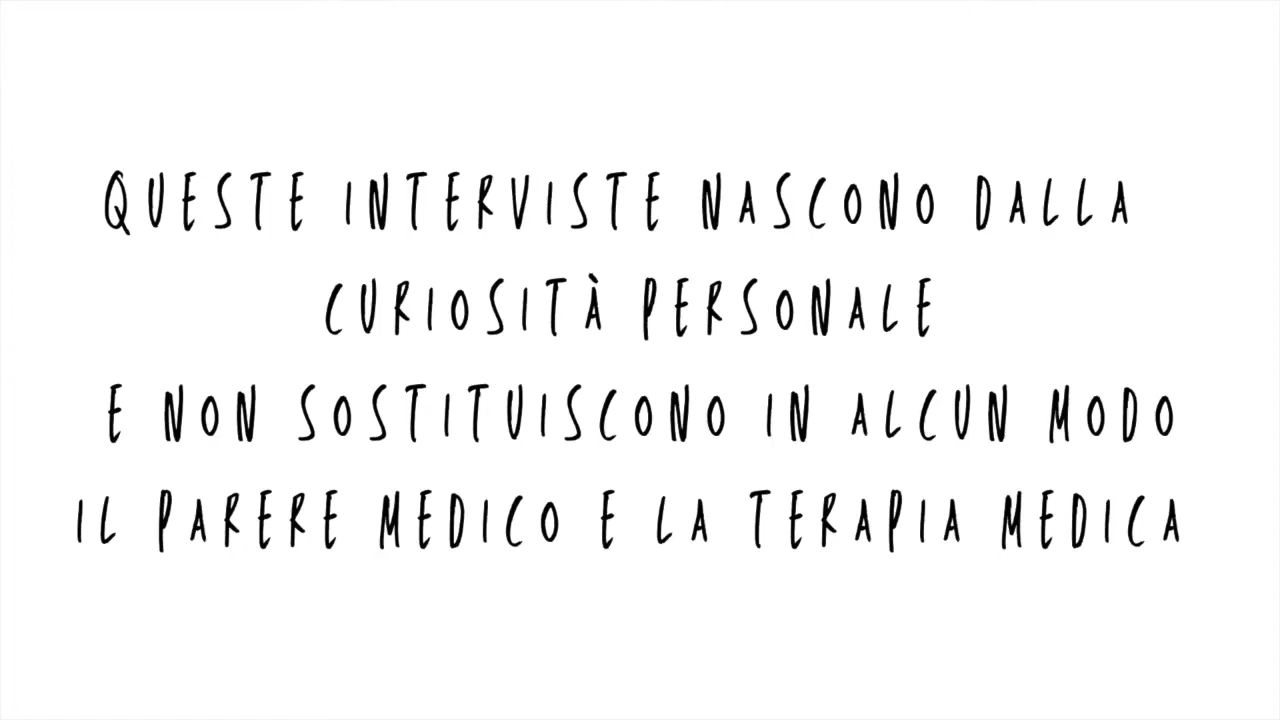 QUESTE INTERVISTE NASCONO DALLA
CURIOSITÀ PERSONALE
E NON SOSTITUISCONO IN ALCUN MODO
IL PARERE MEDICO E LA TERAPIA MEDICA